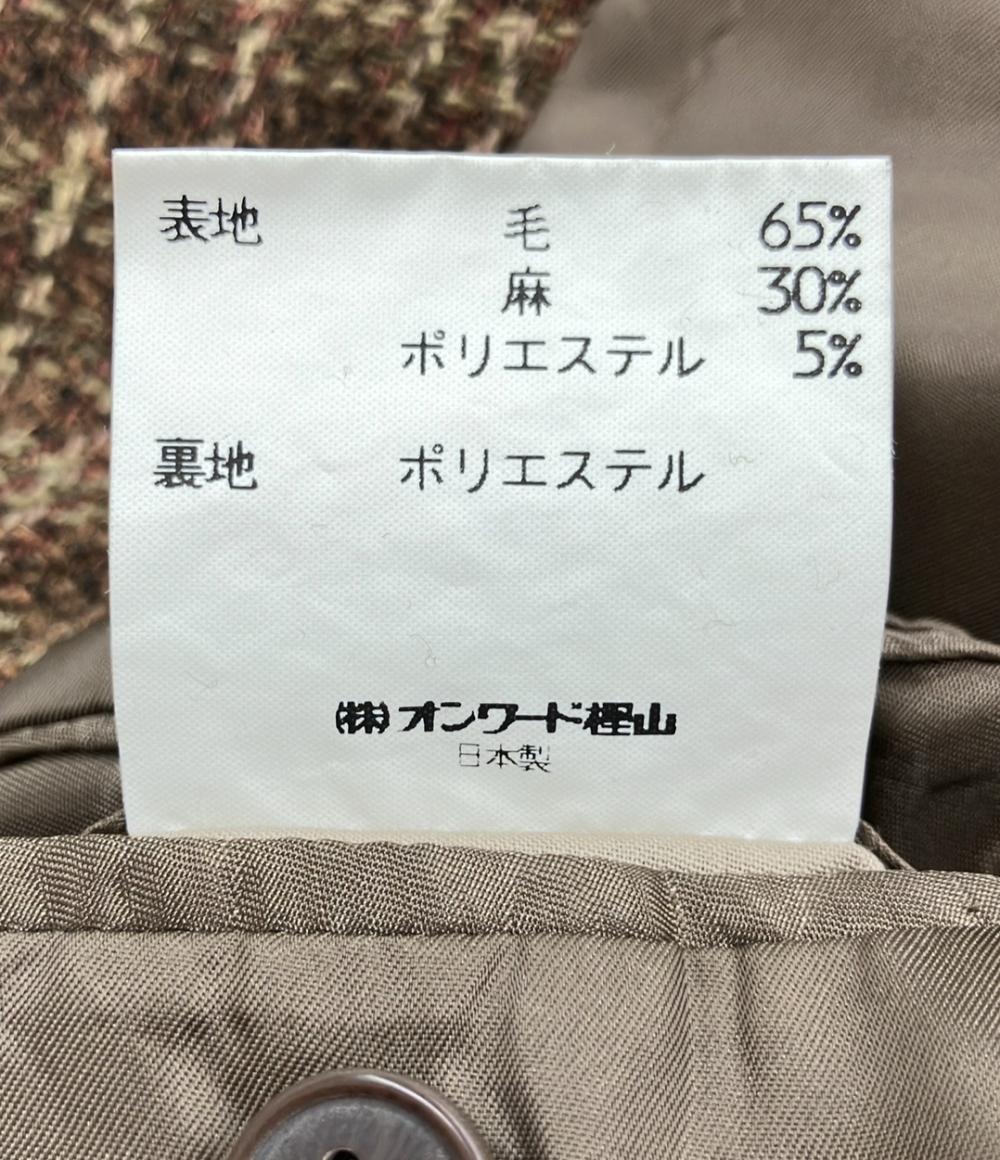 表地 毛 65%
麻 30%
ポリエステル 5%
裏地 ポリエステル
(株)オンワード樫山
日本製